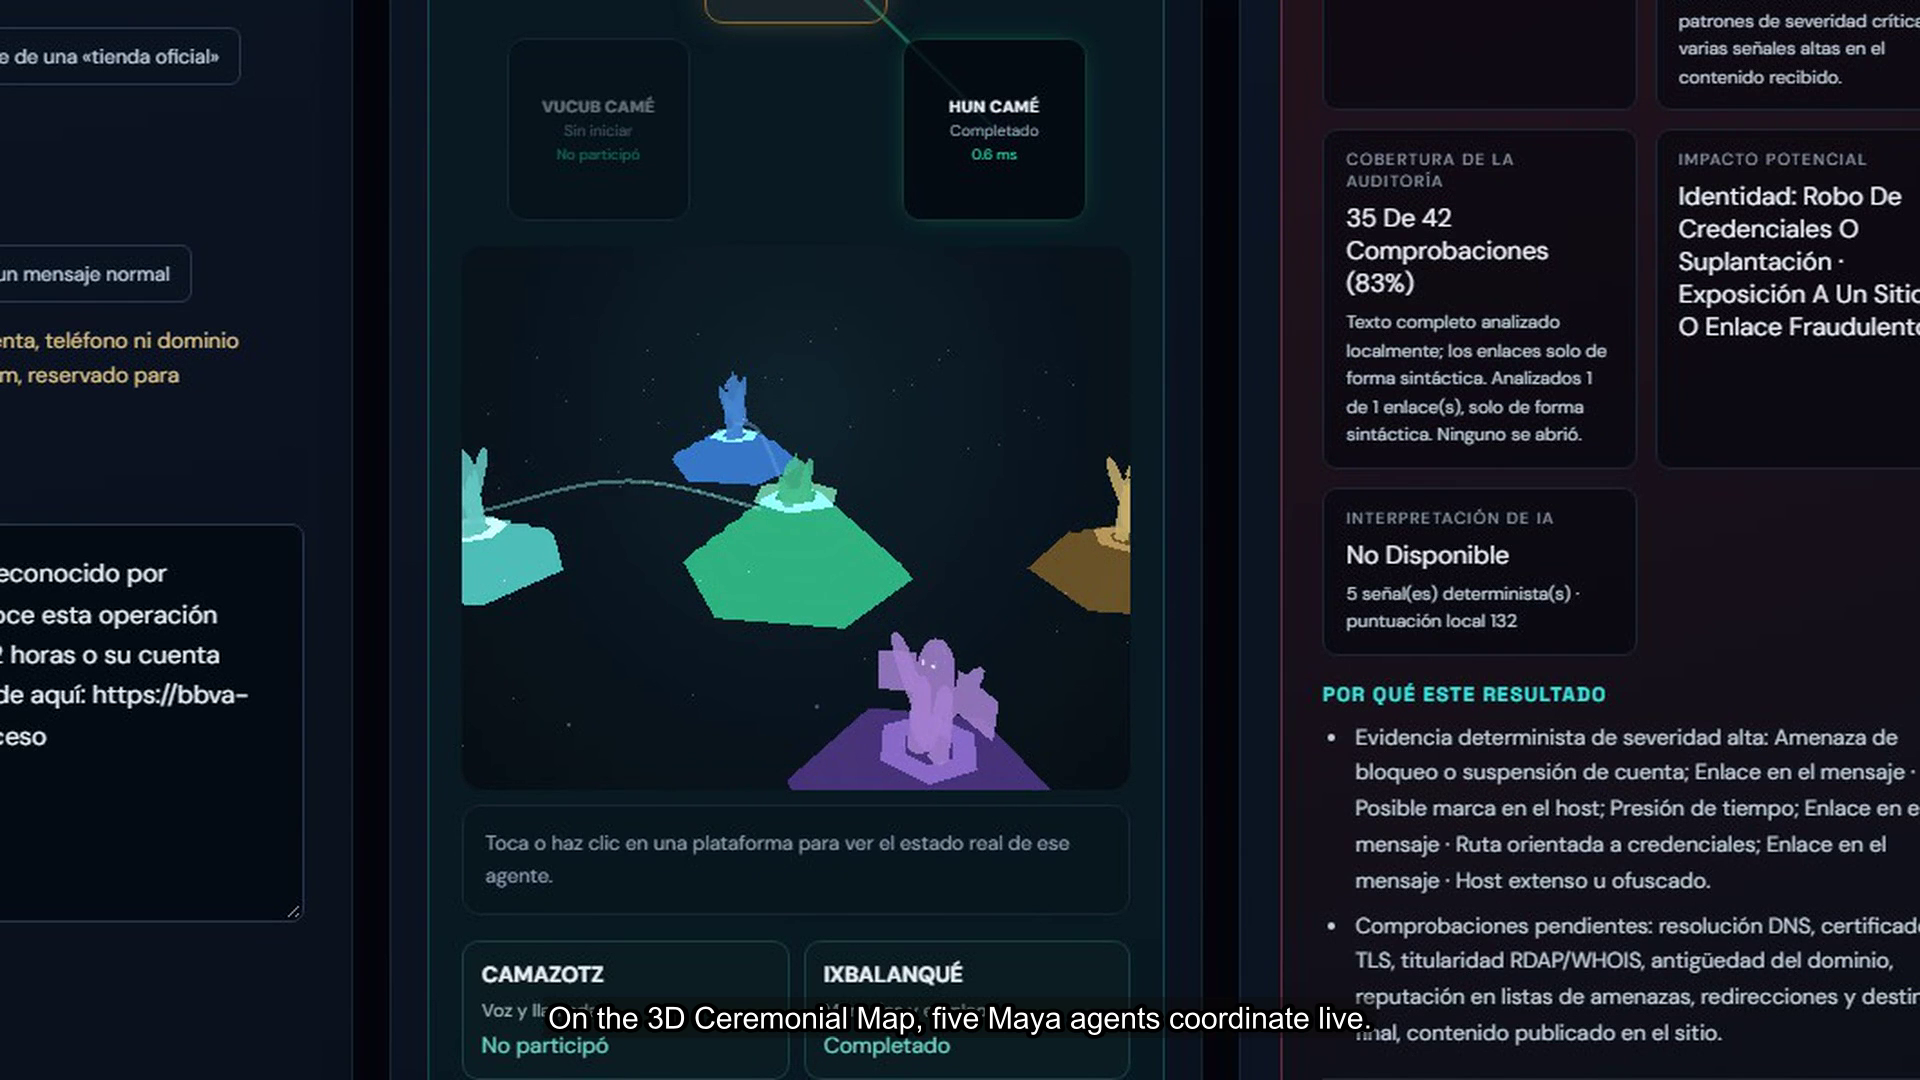 e de una «tienda oficial»
un mensaje normal
enta, teléfono ni dominio
m, reservado para
econocido por
oce esta operación
2 horas o su cuenta
de aquí: https://bbva-
ceso
VUCUB CAMÉ
Sin iniciar
No participó
HUN CAMÉ
Completado
0.6 ms
Toca o haz clic en una plataforma para ver el estado real de ese
agente.
CAMAZOTZ
Voz y
No participó
IXBALANQUÉ
Completado
patrones de severidad crítica
varias señales altas en el
contenido recibido.
COBERTURA DE LA
AUDITORÍA
35 De 42
Comprobaciones
(83%)
Texto completo analizado
localmente; los enlaces solo de
forma sintáctica. Analizados 1
de 1 enlace(s), solo de forma
sintáctica. Ninguno se abrió.
IMPACTO POTENCIAL
Identidad: Robo De
Credenciales O
Suplantación ·
Exposición A Un Sitio
O Enlace Fraudulento
INTERPRETACIÓN DE IA
No Disponible
5 señal(es) determinista(s) ·
puntuación local 132
POR QUÉ ESTE RESULTADO
• Evidencia determinista de severidad alta: Amenaza de
bloqueo o suspensión de cuenta; Enlace en el mensaje ·
Posible marca en el host; Presión de tiempo; Enlace en e
mensaje · Ruta orientada a credenciales; Enlace en el
mensaje · Host extenso u ofuscado.
• Comprobaciones pendientes: resolución DNS, certificado
TLS, titularidad RDAP/WHOIS, antigüedad del dominio,
reputación en listas de amenazas, redirecciones y destin
final, contenido publicado en el sitio.
On the 3D Ceremonial Map, five Maya agents coordinate live.